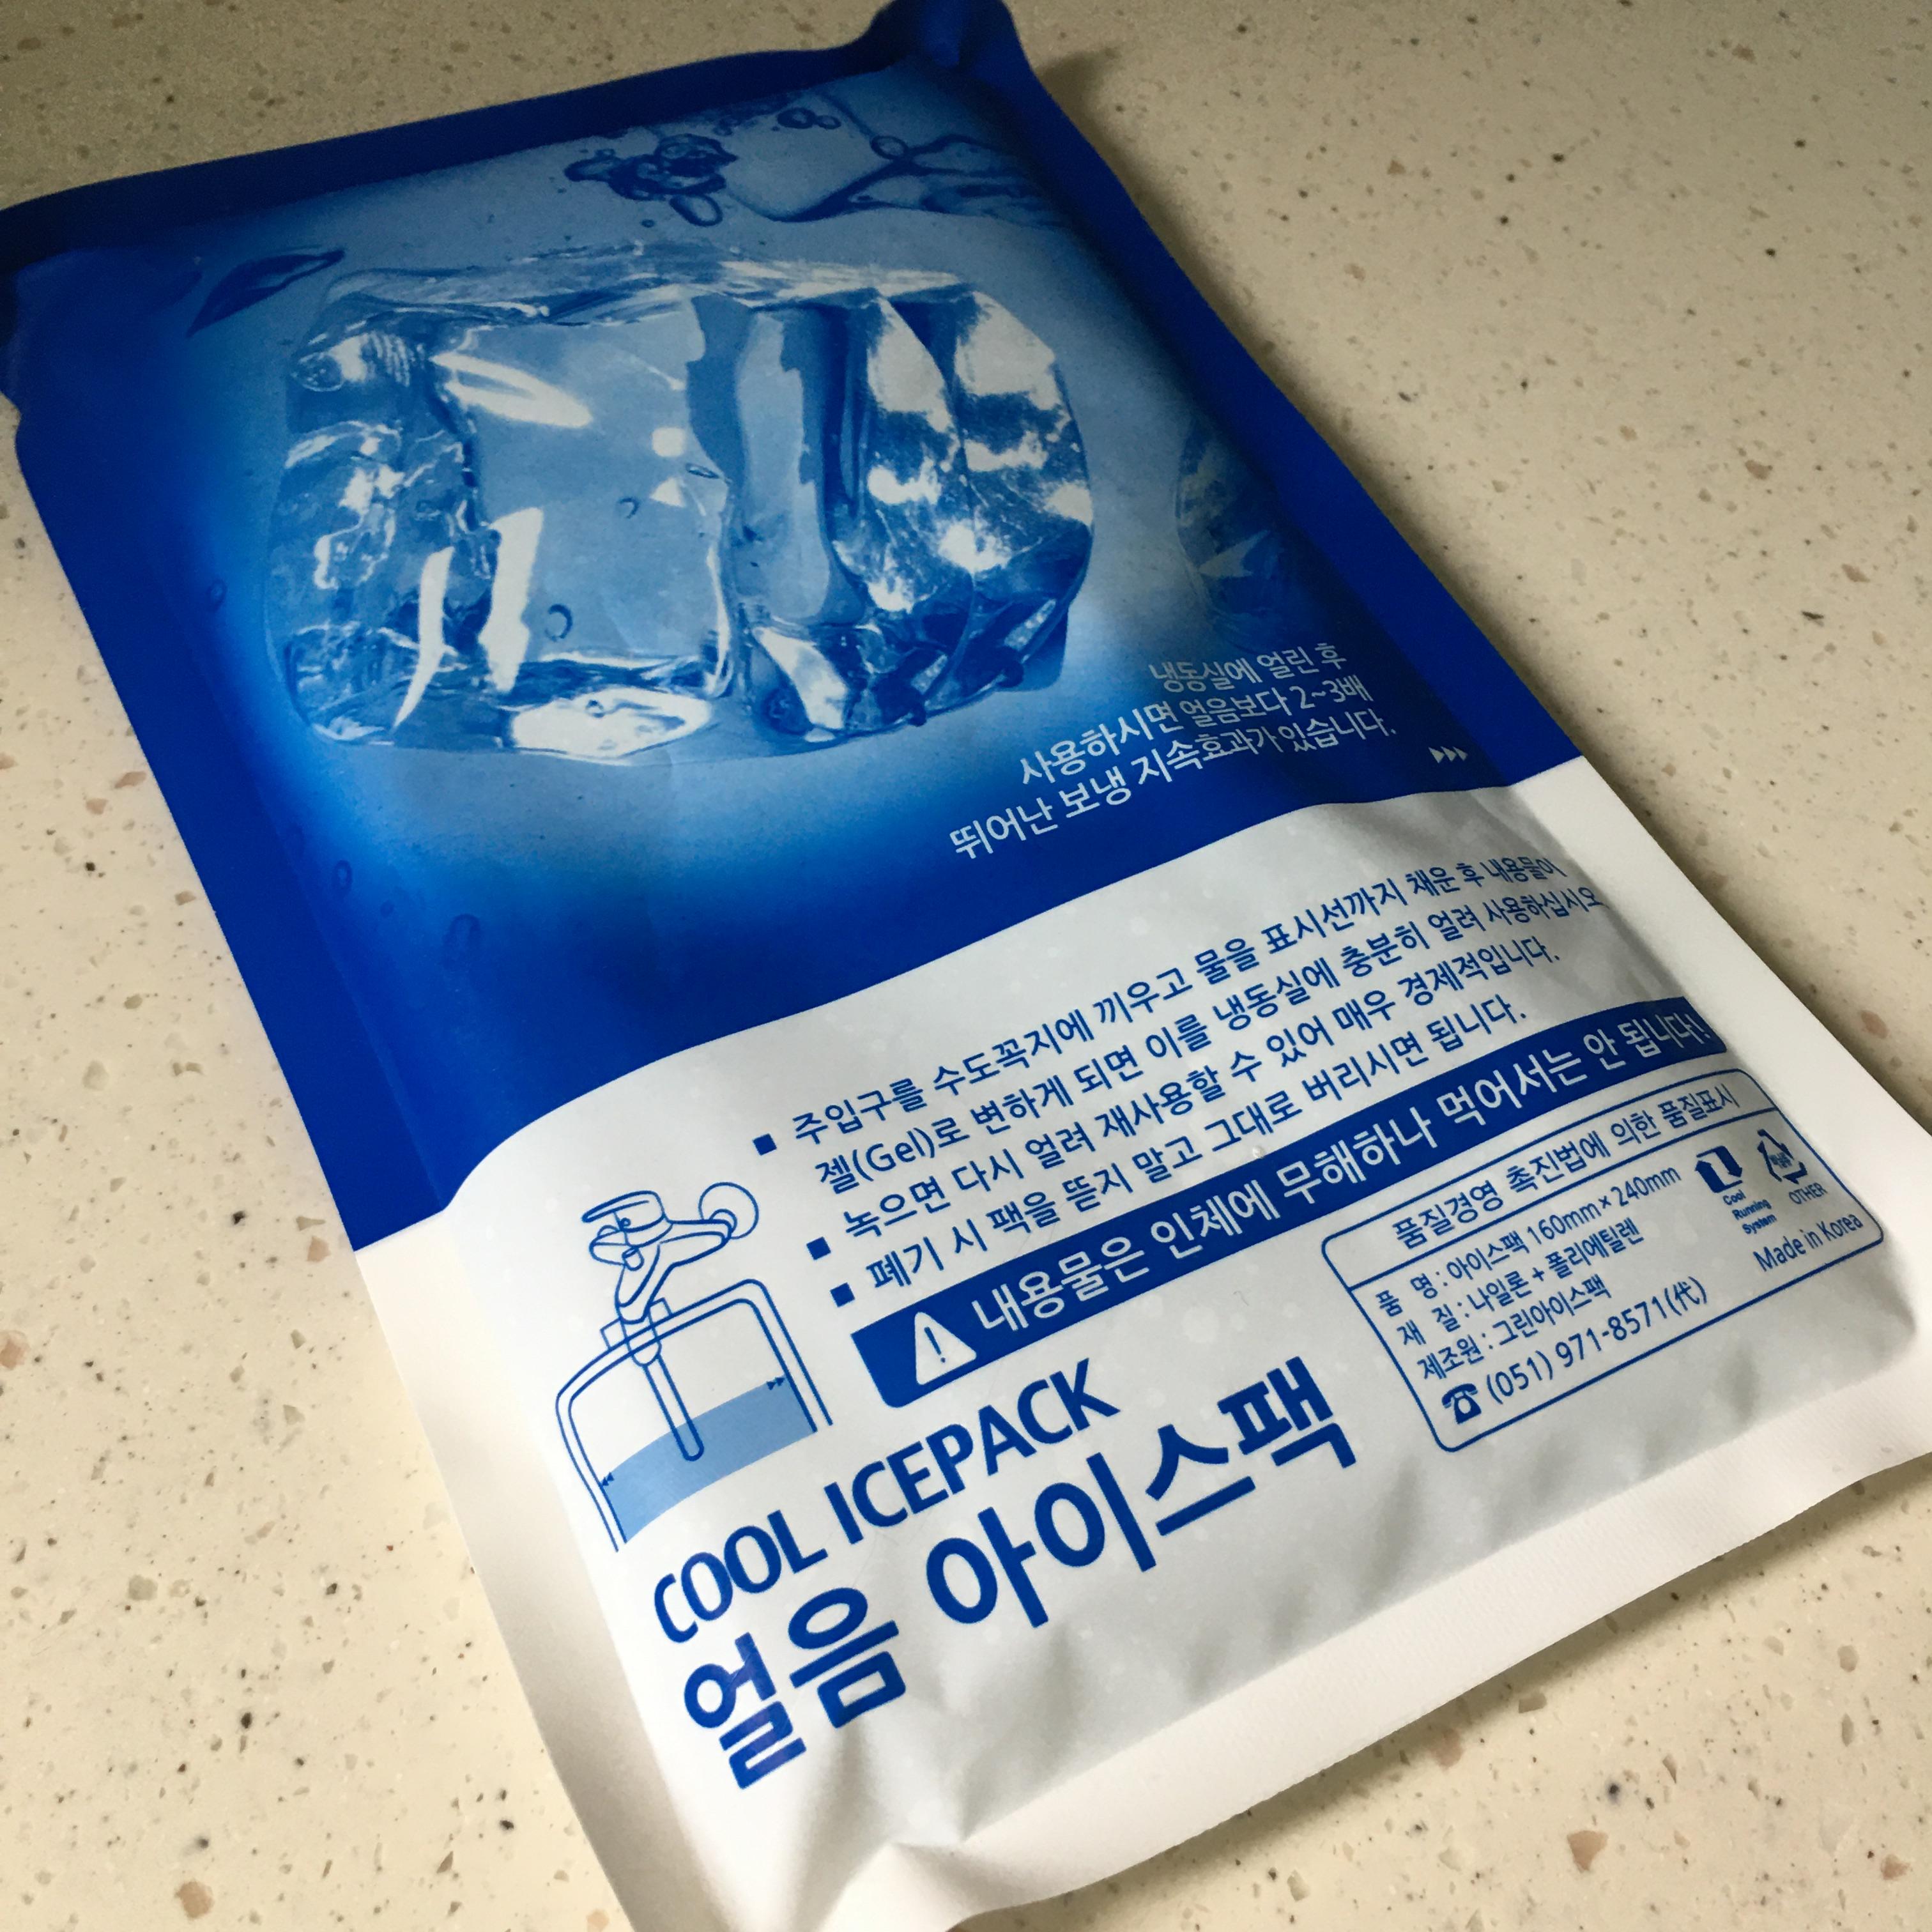 냉동실에 얼린 후
사용하시면 얼음보다 2~3배
뛰어난 보냉 지속효과가 있습니다.
▪ 주입구를 수도꼭지에 끼우고 물을 표시선까지 채운 후 내용물이
젤(Gel)로 변하게 되면 이를 냉동실에 충분히 얼려 사용하십시오
▪ 녹으면 다시 얼려 재사용할 수 있어 매우 경제적입니다.
▪ 폐기 시 팩을 뜯지 말고 그대로 버리시면 됩니다.
내용물은 인체에 무해하나 먹어서는 안 됩니다!
품질경영 촉진법에 의한 품질표시
품 명 : 아이스팩 160mm×240mm
재 질 : 나일론 + 폴리에틸렌
제조원 : 그린아이스팩
☎ (051) 971-8571(代)
Cool
Running
System
OTHER
Made in Korea
COOL ICEPACK
얼음 아이스팩